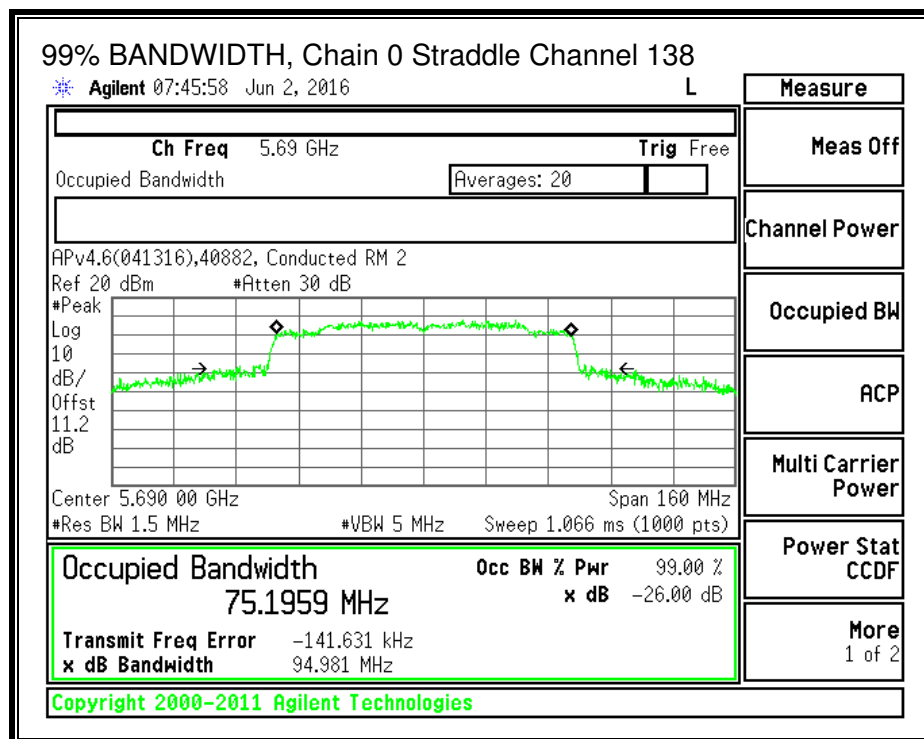 99% BANDWIDTH, Chain 0 Straddle Channel 138
Agilent 07:45:58 Jun 2, 2016 L
Measure
Ch Freq 5.69 GHz Trig Free
Meas Off
Occupied Bandwidth Averages: 20
Channel Power
APv4.6(041316),40882, Conducted RM 2
Ref 20 dBm #Atten 30 dB
#Peak
Log
10
dB/
Offst
11.2
dB
Occupied BW
ACP
Multi Carrier
Power
Center 5.690 00 GHz Span 160 MHz
#Res BW 1.5 MHz #VBW 5 MHz Sweep 1.066 ms (1000 pts)
Power Stat
CCDF
Occupied Bandwidth Occ BW % Pwr 99.00 %
75.1959 MHz x dB -26.00 dB
Transmit Freq Error -141.631 kHz
x dB Bandwidth 94.981 MHz
More
1 of 2
Copyright 2000-2011 Agilent Technologies